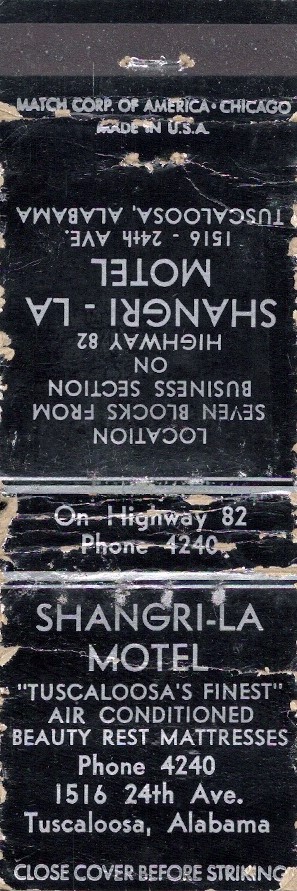 MATCH CORP. OF AMERICA • CHICAGO
MADE IN U.S.A.
LOCATION
SEVEN BLOCKS FROM
BUSINESS SECTION
ON
HIGHWAY 82
SHANGRI - LA
MOTEL
1516 - 24th AVE.
TUSCALOOSA, ALABAMA
On Highway 82
Phone 4240
SHANGRI-LA
MOTEL
"TUSCALOOSA'S FINEST"
AIR CONDITIONED
BEAUTY REST MATTRESSES
Phone 4240
1516 24th Ave.
Tuscaloosa, Alabama
CLOSE COVER BEFORE STRIKING